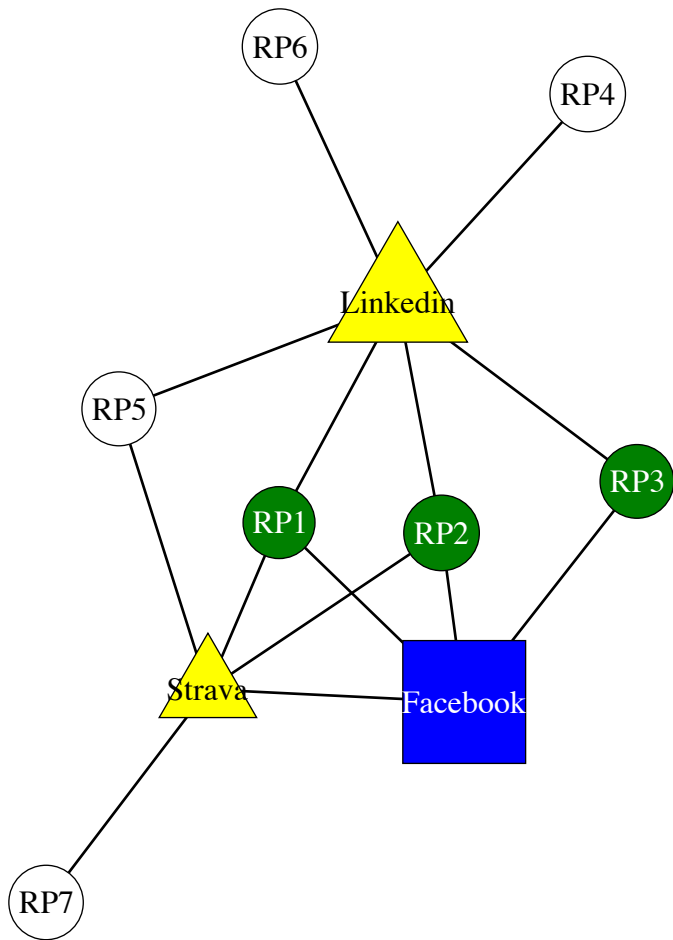 RP6
RP4
Linkedin
RP5
RP3
RP1
RP2
Strava
Facebook
RP7